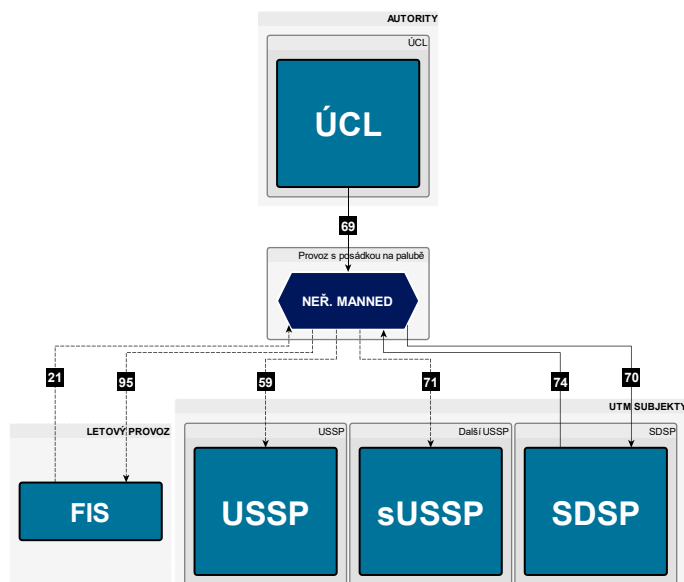 AUTORITY
ÚCL
ÚCL
69
Provoz s posádkou na palubě
NEŘ. MANNED
21
95
59
71
74
70
UTM SUBJEKTY
LETOVÝ PROVOZ
USSP
Další USSP
SDSP
FIS
USSP
sUSSP
SDSP